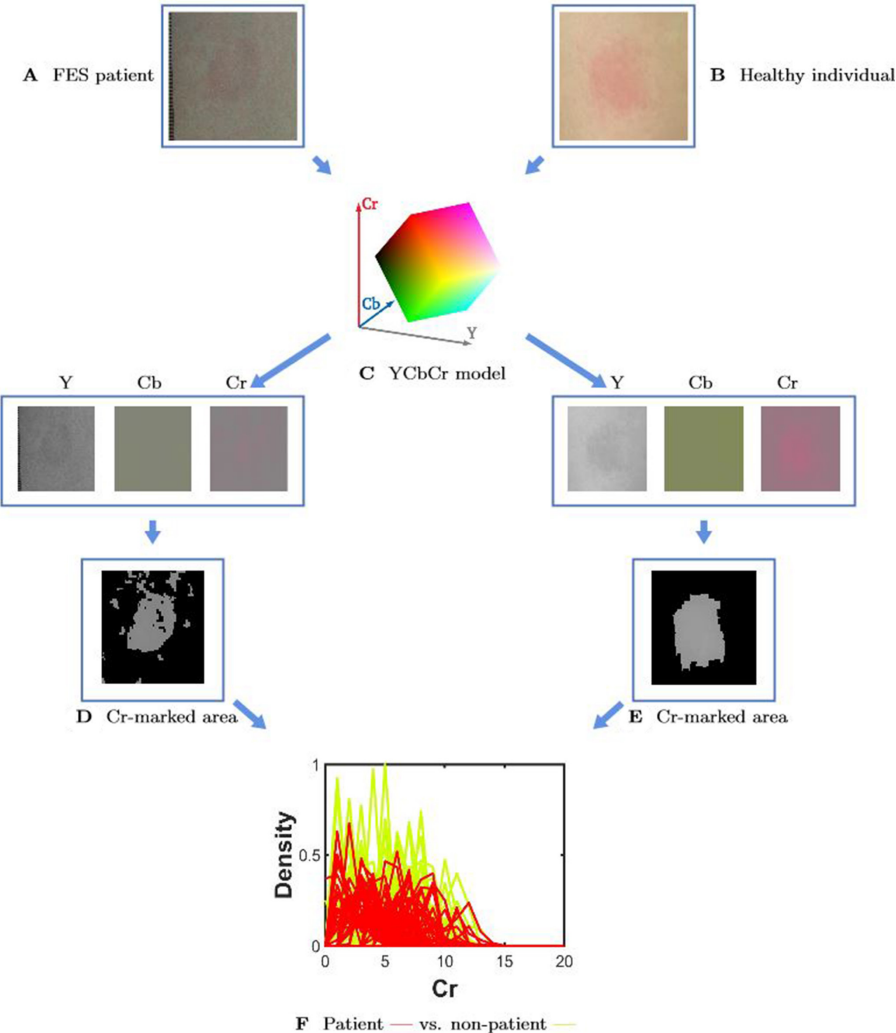 A FES patient
B Healthy individual
Cr
Cb
Y
C YCbCr model
Y Cb Cr
Y Cb Cr
D Cr-marked area
E Cr-marked area
1
0.5
0
Density
0 5 10 15 20
Cr
F Patient — vs. non-patient —